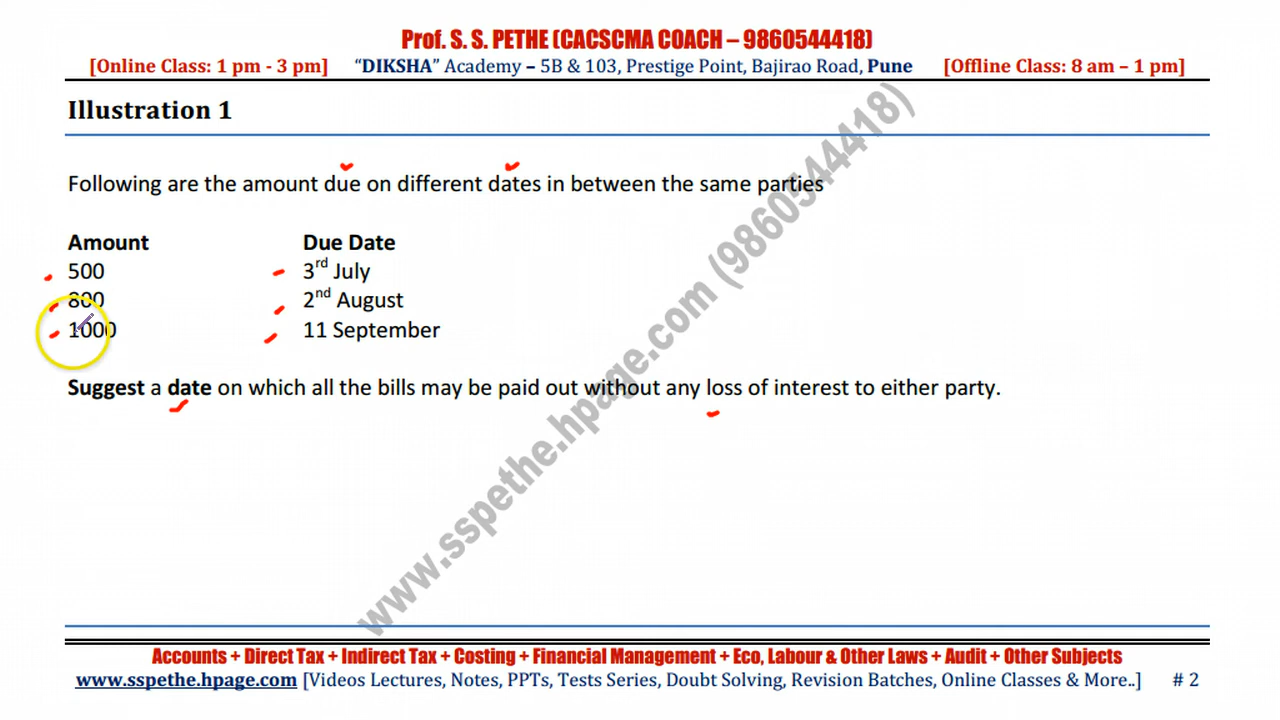 Prof. S. S. PETHE (CACSCMA COACH – 9860544418)
[Online Class: 1 pm - 3 pm] “DIKSHA” Academy – 5B & 103, Prestige Point, Bajirao Road, Pune [Offline Class: 8 am – 1 pm]
Illustration 1
Following are the amount due on different dates in between the same parties
Amount Due Date
500 3rd July
800 2nd August
1000 11 September
Suggest a date on which all the bills may be paid out without any loss of interest to either party.
www.sspethe.hpage.com (9860544418)
Accounts + Direct Tax + Indirect Tax + Costing + Financial Management + Eco, Labour & Other Laws + Audit + Other Subjects
www.sspethe.hpage.com [Videos Lectures, Notes, PPTs, Tests Series, Doubt Solving, Revision Batches, Online Classes & More..] # 2